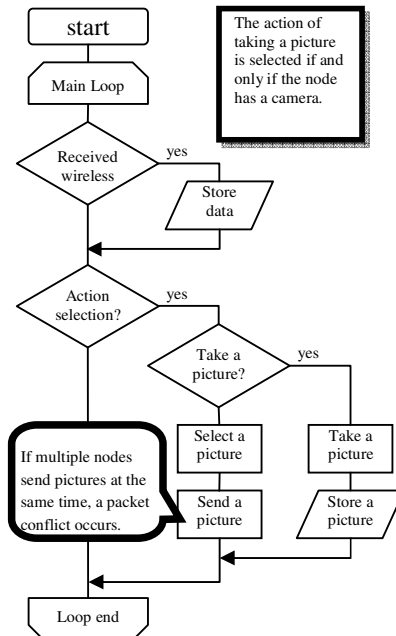 start
The action of
taking a picture
is selected if and
only if the node
has a camera.
Main Loop
Received
wireless
yes
Store
data
Action
selection?
yes
Take a
picture?
yes
If multiple nodes
send pictures at the
same time, a packet
conflict occurs.
Select a
picture
Take a
picture
Send a
picture
Store a
picture
Loop end